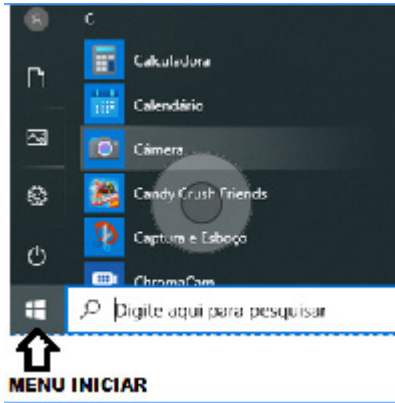 C
Calculadora
Calendário
Câmera
Candy Crush Friends
Captura e Esboço
ChromaCam
Digite aqui para pesquisar
MENU INICIAR